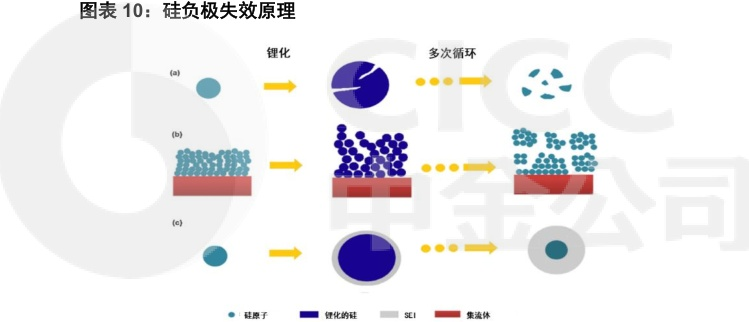 图表 10：硅负极失效原理
锂化
多次循环
(a)
(b)
(c)
CICC
中金公司
硅原子
锂化的硅
SEI
集流体